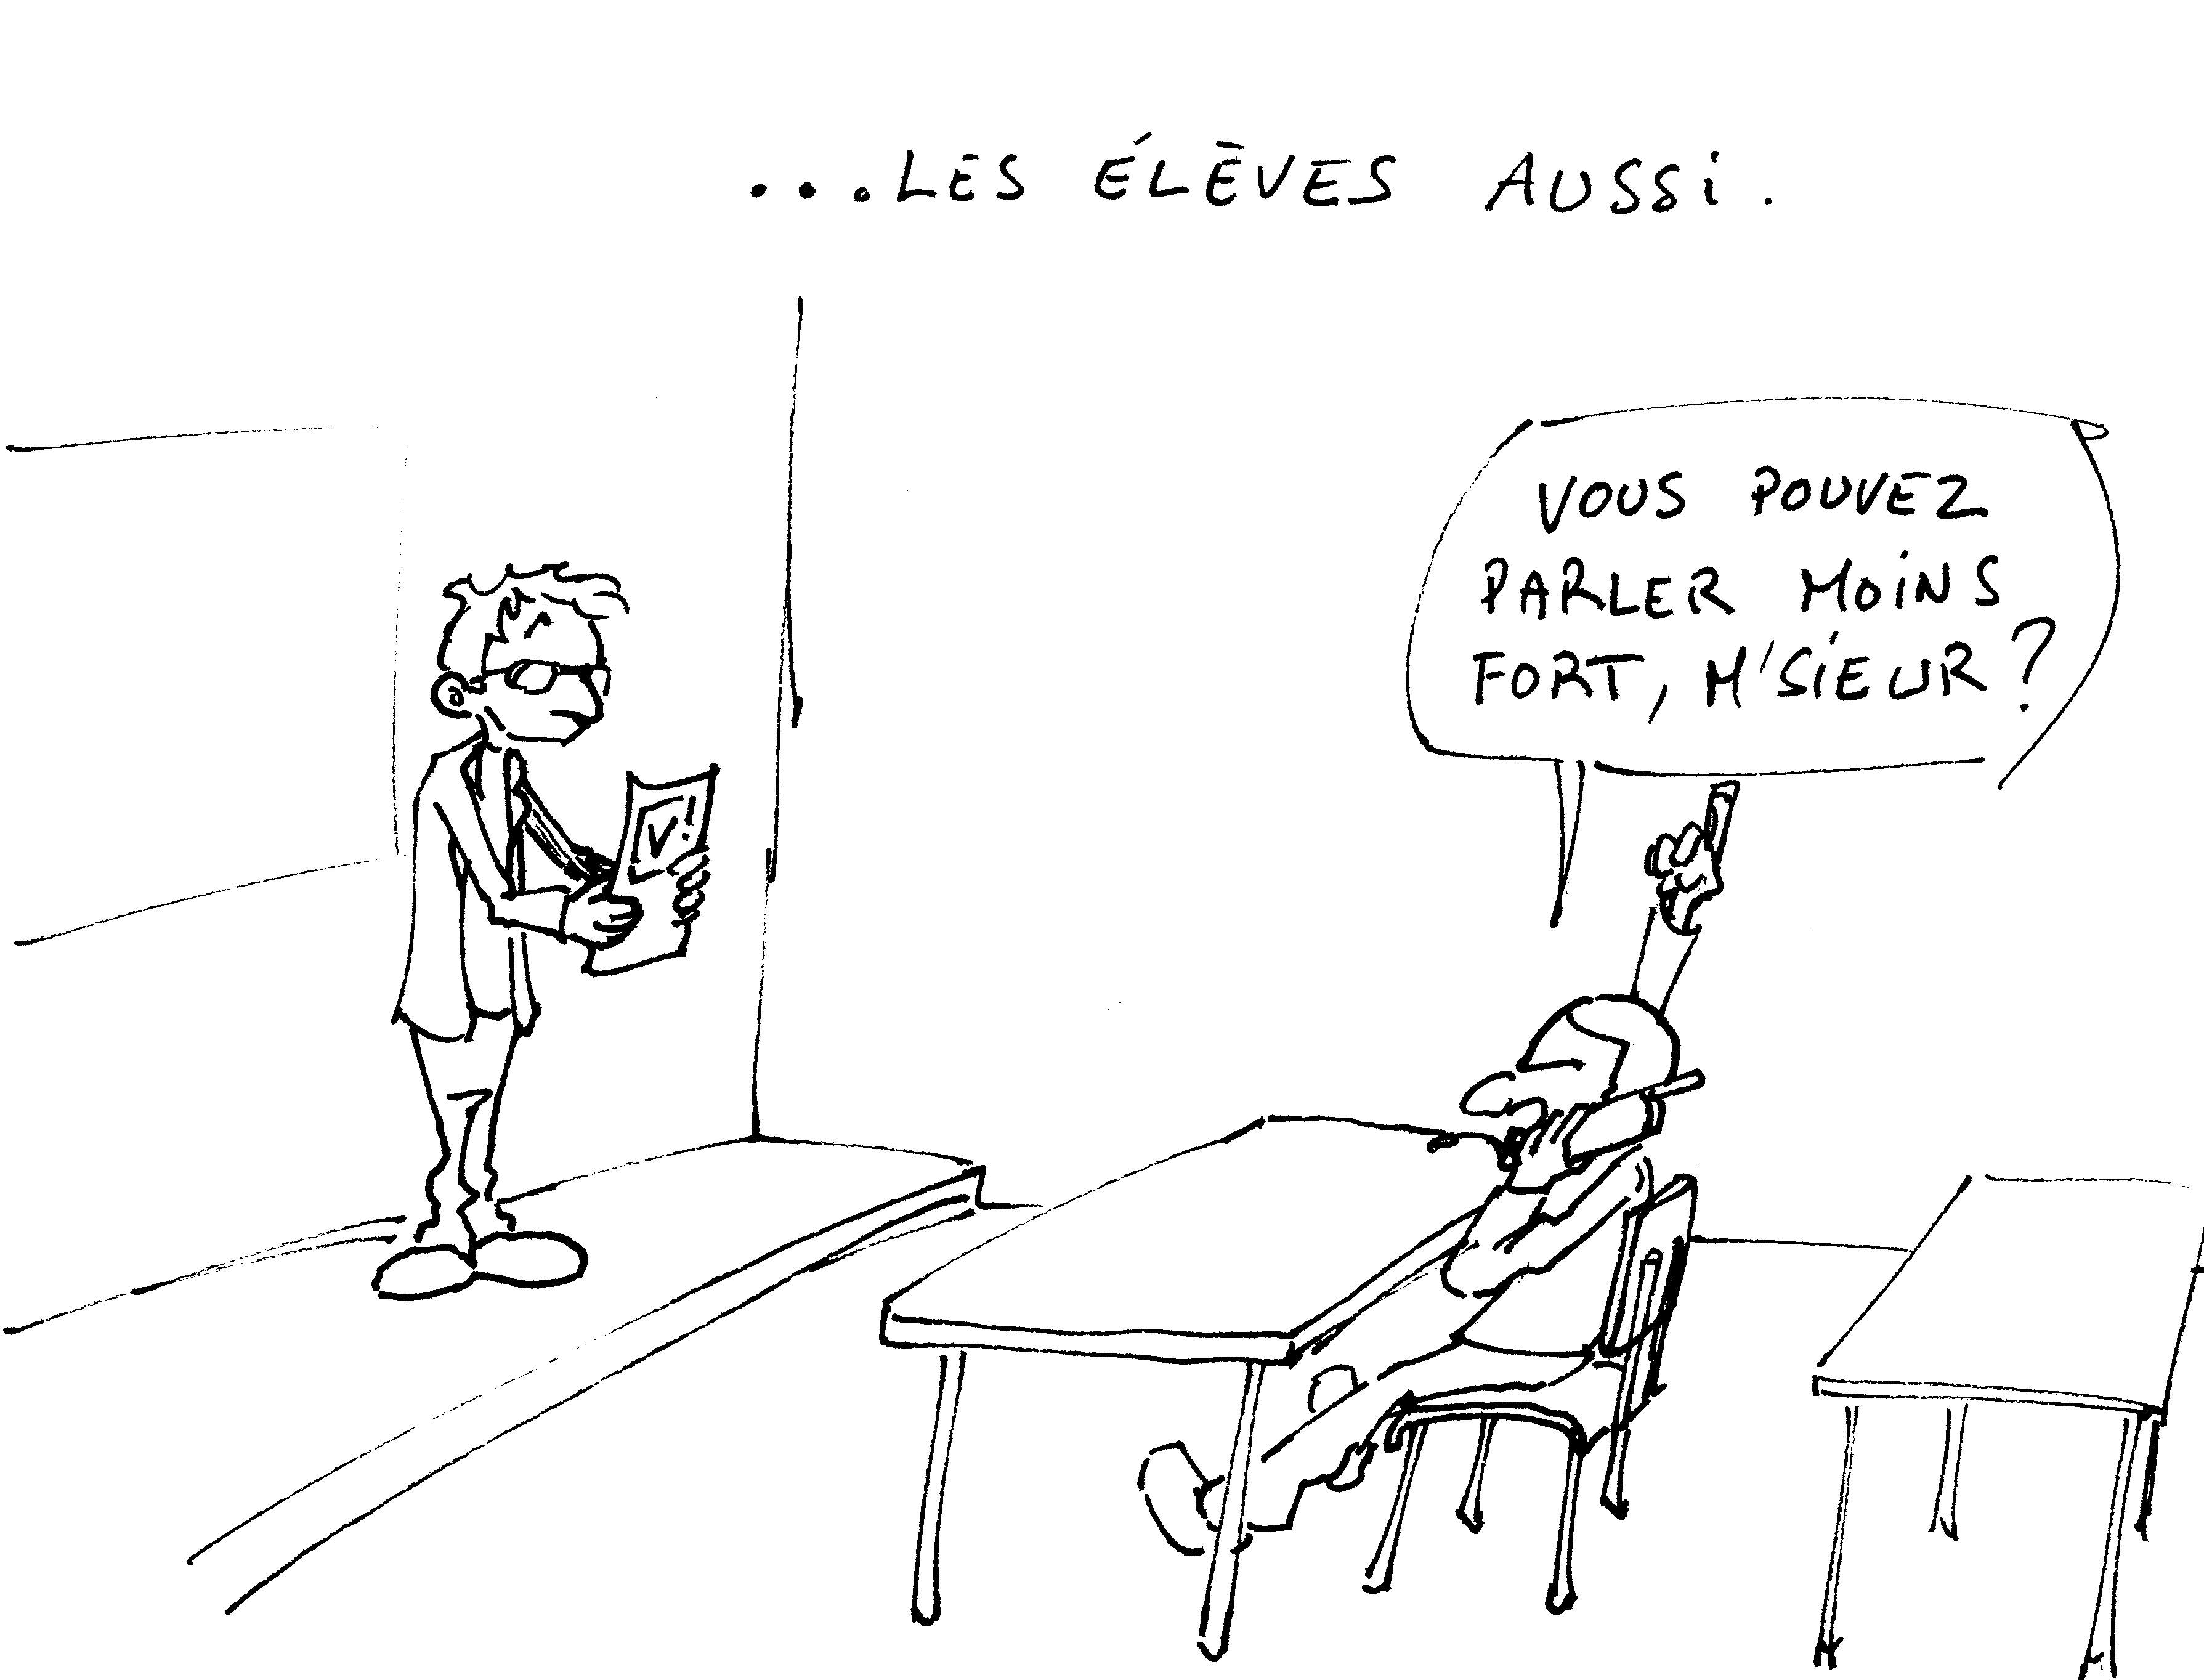 ...LES ÉLÈVES AUSSi.
VOUS POUVEZ
PARLER MOiNS
FORT, M'SiEUR ?
V!